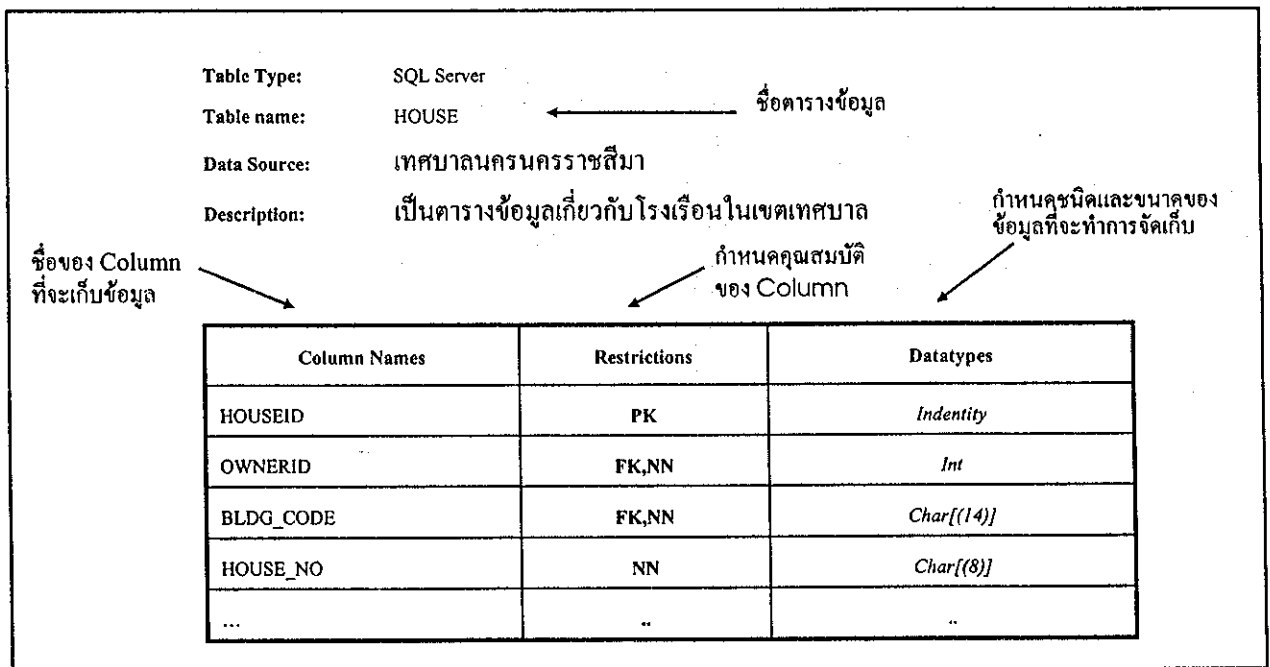 Table Type: SQL Server
Table name: HOUSE
ชื่อตารางข้อมูล
Data Source: เทศบาลนครนครราชสีมา
Description: เป็นตารางข้อมูลเกี่ยวกับโรงเรือนในเขตเทศบาล
กำหนดชนิดและขนาดของ
ข้อมูลที่จะทำการจัดเก็บ
ชื่อของ Column
ที่จะเก็บข้อมูล
กำหนดคุณสมบัติ
ของ Column
Column Names Restrictions Datatypes
HOUSEID PK Indentity
OWNERID FK,NN Int
BLDG_CODE FK,NN Char[(14)]
HOUSE_NO NN Char[(8)]
... .. ..